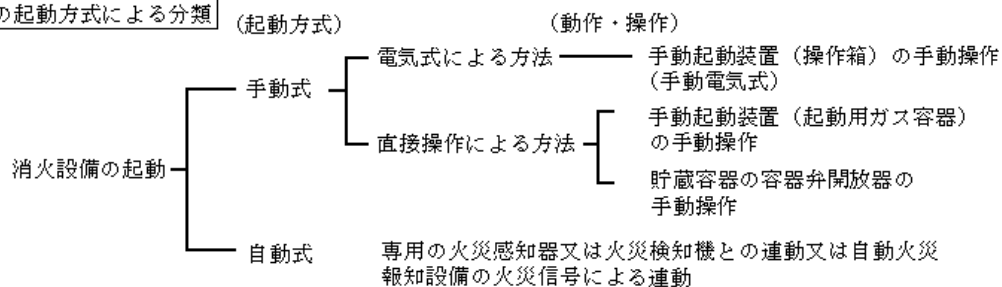 の起動方式による分類
(起動方式)
(動作・操作)
電気式による方法
手動起動装置(操作箱)の手動操作
(手動電気式)
手動式
手動起動装置(起動用ガス容器)
の手動操作
直接操作による方法
消火設備の起動
貯蔵容器の容器弁開放器の
手動操作
自動式
専用の火災感知器又は火災検知機との連動又は自動火災
報知設備の火災信号による連動